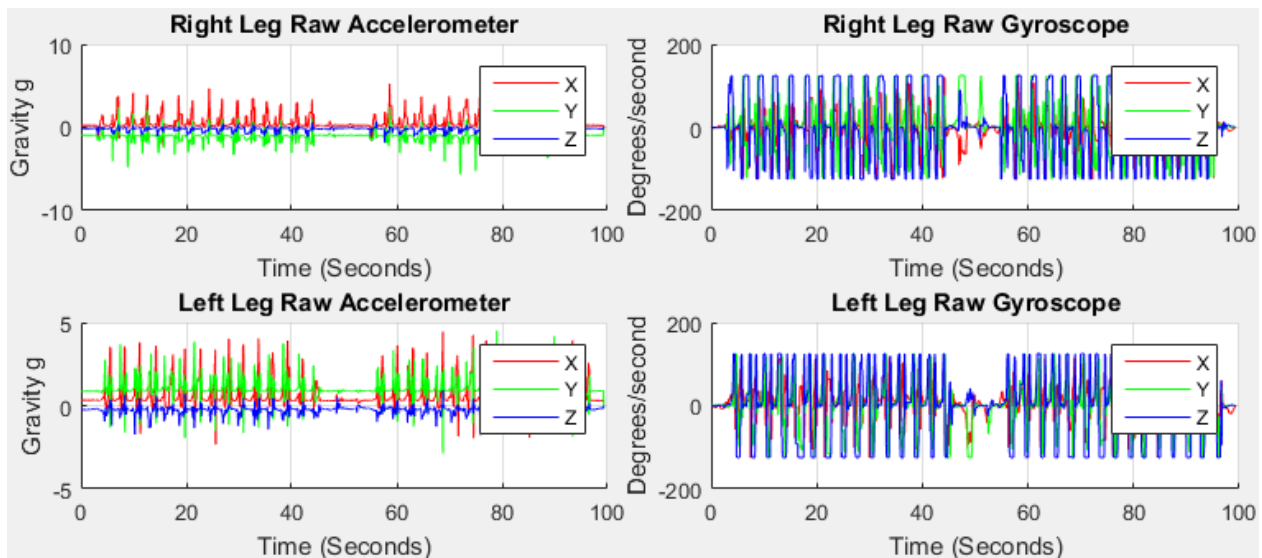 Right Leg Raw Accelerometer
Gravity g
10
0
-10
X
Y
Z
0 20 40 60 80 100
Time (Seconds)
Right Leg Raw Gyroscope
Degrees/second
200
0
-200
X
Y
Z
0 20 40 60 80 100
Time (Seconds)
Left Leg Raw Accelerometer
Gravity g
5
0
-5
X
Y
Z
0 20 40 60 80 100
Time (Seconds)
Left Leg Raw Gyroscope
Degrees/second
200
0
-200
X
Y
Z
0 20 40 60 80 100
Time (Seconds)